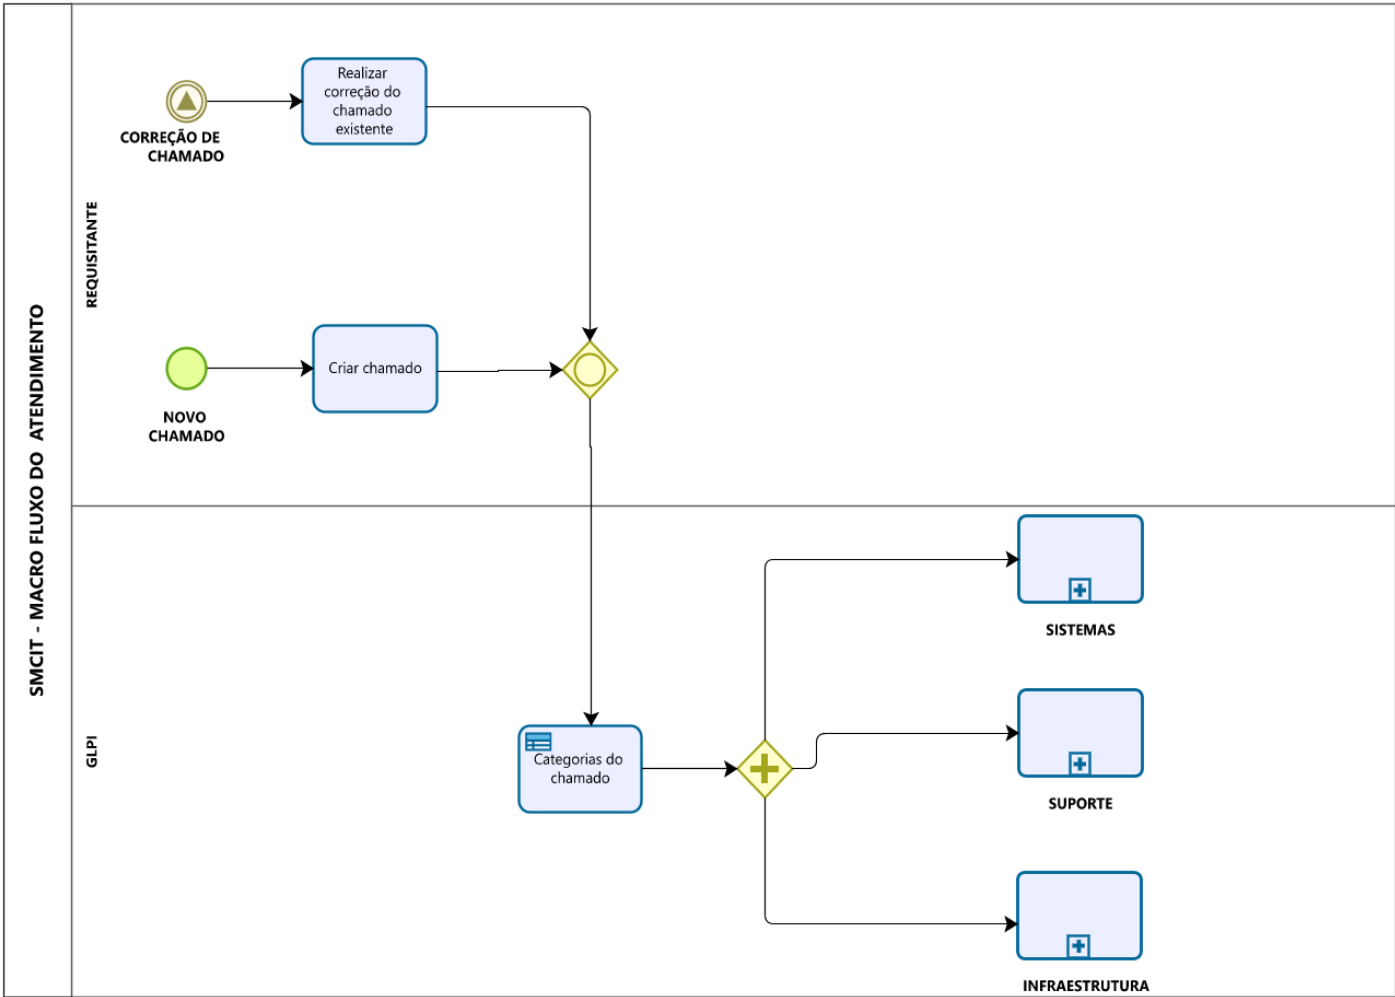 SMCIT - MACRO FLUXO DO ATENDIMENTO
REQUISITANTE
CORREÇÃO DE
CHAMADO
Realizar
correção do
chamado
existente
NOVO
CHAMADO
Criar chamado
GLPI
Categorias do
chamado
SISTEMAS
SUPORTE
INFRAESTRUTURA